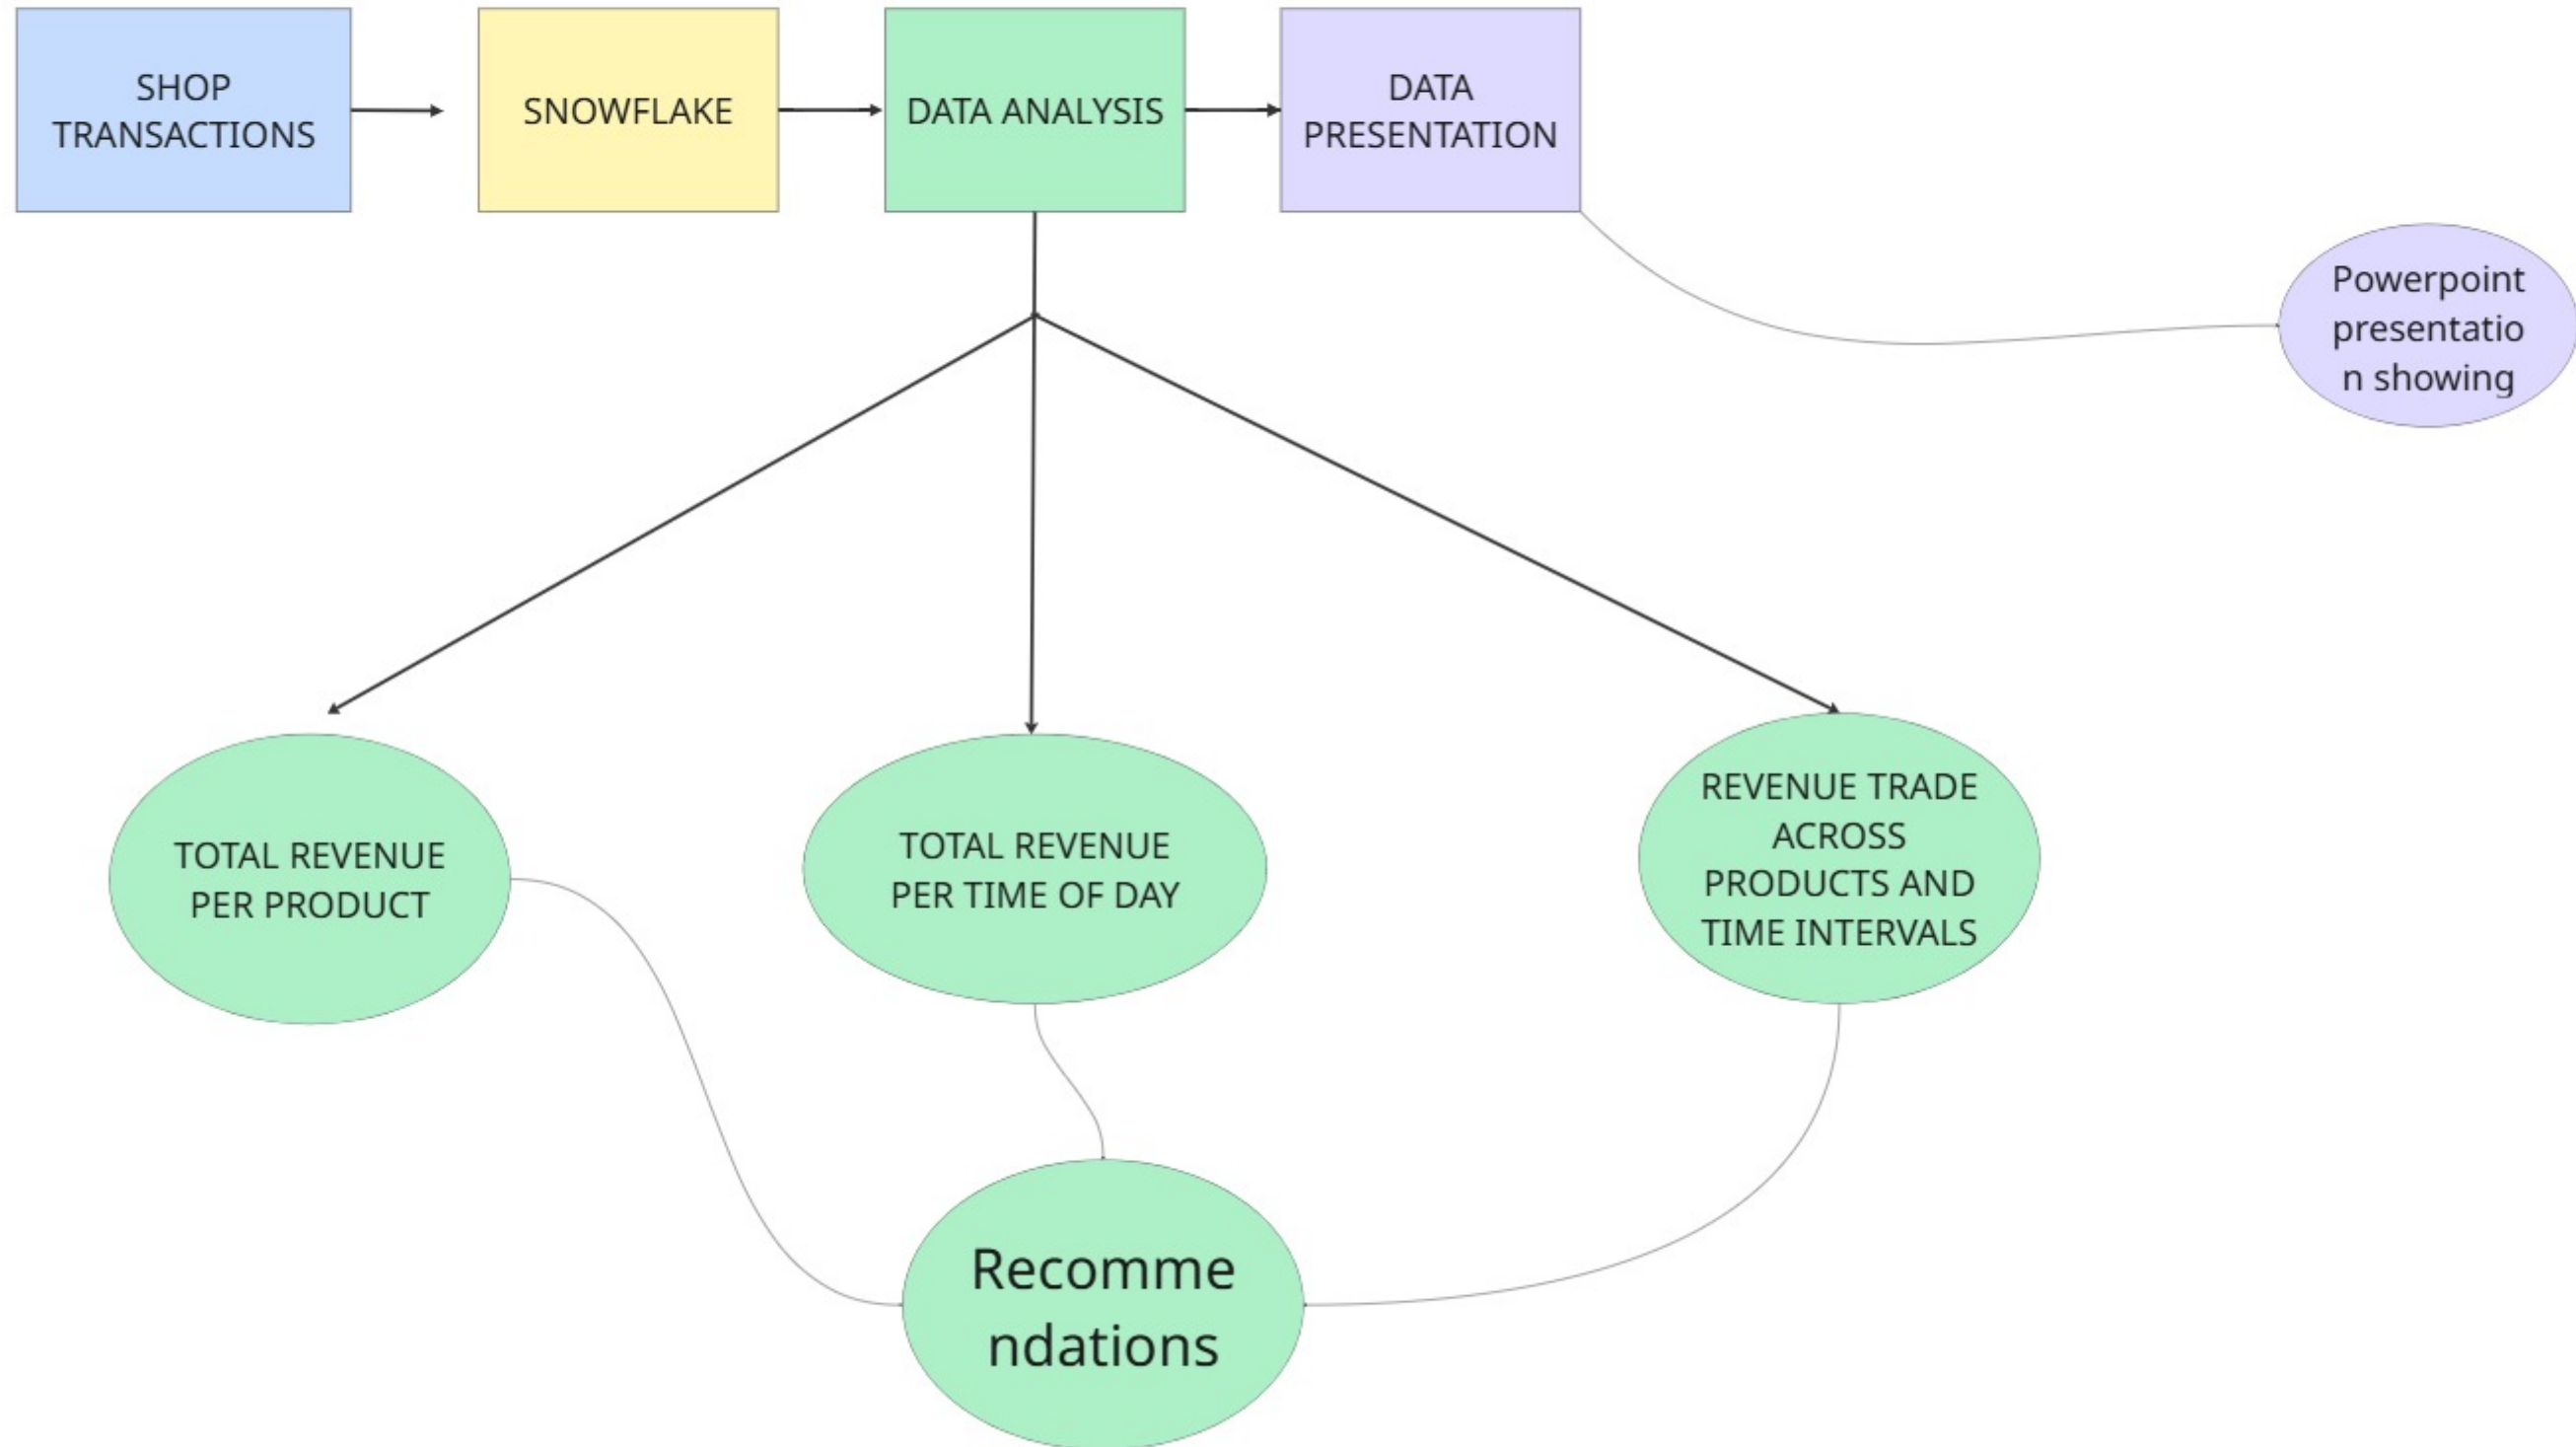 SHOP
TRANSACTIONS
SNOWFLAKE
DATA ANALYSIS
DATA
PRESENTATION
Powerpoint
presentatio
n showing
TOTAL REVENUE
PER PRODUCT
TOTAL REVENUE
PER TIME OF DAY
REVENUE TRADE
ACROSS
PRODUCTS AND
TIME INTERVALS
Recomme
ndations